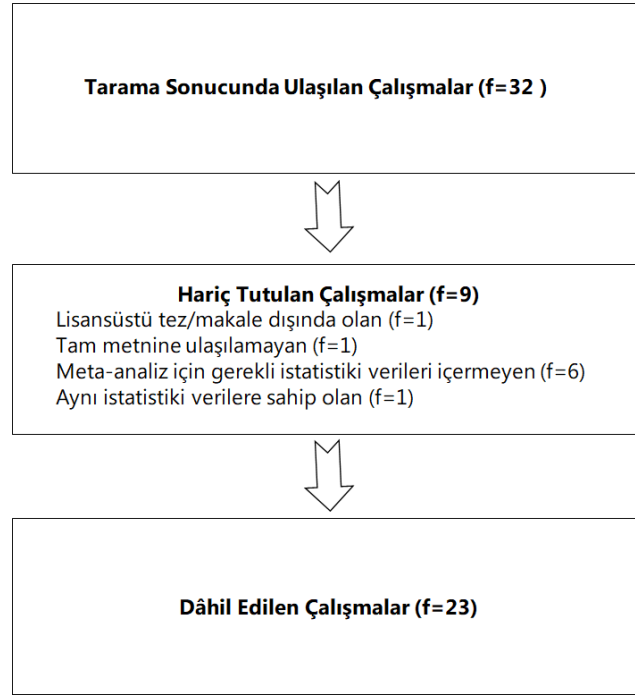 Tarama Sonucunda Ulaşılan Çalışmalar (f=32 )
Hariç Tutulan Çalışmalar (f=9)
Lisansüstü tez/makale dışında olan (f=1)
Tam metnine ulaşılamayan (f=1)
Meta-analiz için gerekli istatistiki verileri içermeyen (f=6)
Aynı istatistiki verilere sahip olan (f=1)
Dâhil Edilen Çalışmalar (f=23)